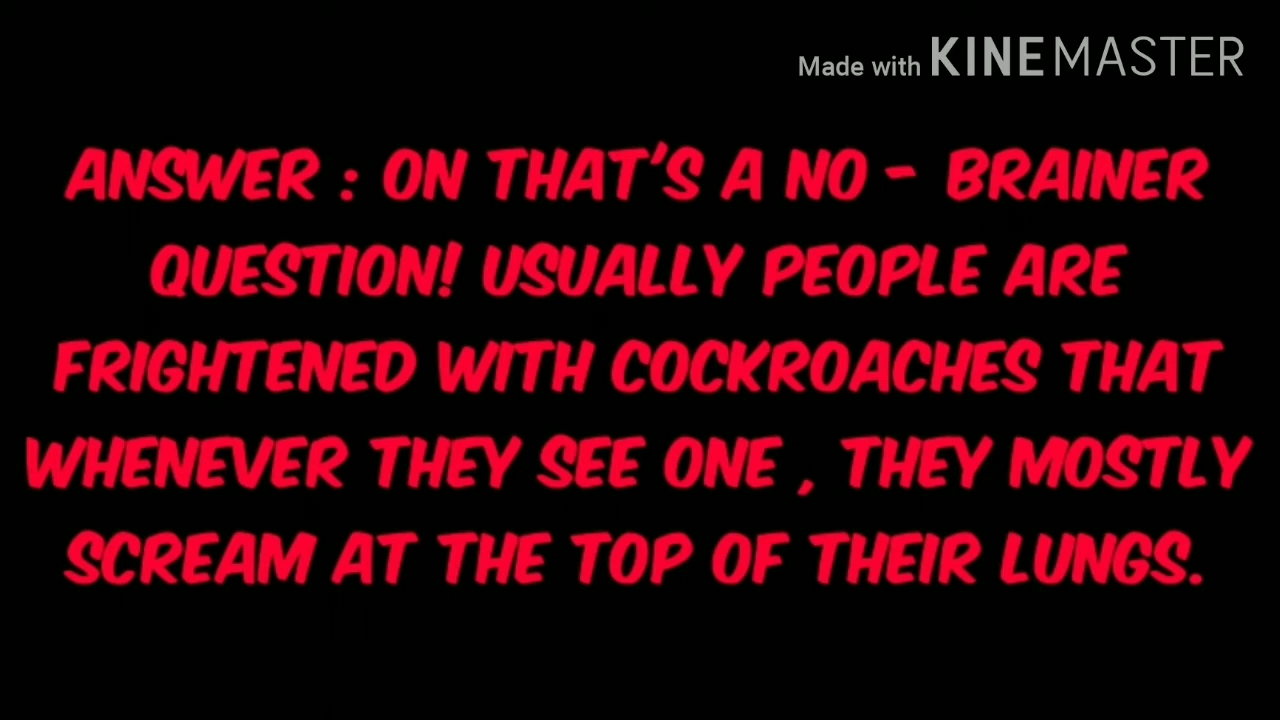 Made with KINEMASTER
ANSWER : ON THAT'S A NO - BRAINER
QUESTION! USUALLY PEOPLE ARE
FRIGHTENED WITH COCKROACHES THAT
WHENEVER THEY SEE ONE , THEY MOSTLY
SCREAM AT THE TOP OF THEIR LUNGS.